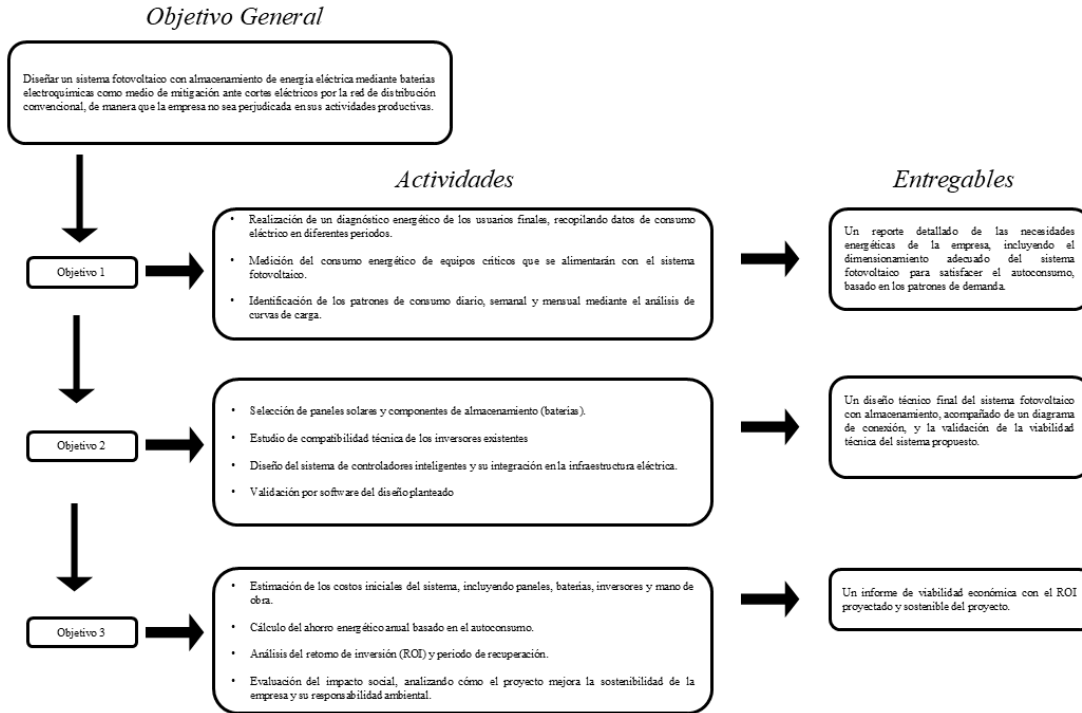 Objetivo General
Diseñar un sistema fotovoltaico con almacenamiento de energía eléctrica mediante baterías
electroquímicas como medio de mitigación ante cortes eléctricos por la red de distribución
convencional, de manera que la empresa no sea perjudicada en sus actividades productivas.
Actividades
Entregables
Objetivo 1
• Realización de un diagnóstico energético de los usuarios finales, recopilando datos de consumo
eléctrico en diferentes periodos.
• Medición del consumo energético de equipos críticos que se alimentarán con el sistema
fotovoltaico.
• Identificación de los patrones de consumo diario, semanal y mensual mediante el análisis de
curvas de carga.
Un reporte detallado de las necesidades
energéticas de la empresa, incluyendo el
dimensionamiento adecuado del sistema
fotovoltaico para satisfacer el autoconsumo,
basado en los patrones de demanda.
Objetivo 2
• Selección de paneles solares y componentes de almacenamiento (baterías).
• Estudio de compatibilidad técnica de los inversores existentes
• Diseño del sistema de controladores inteligentes y su integración en la infraestructura eléctrica.
• Validación por software del diseño planteado
Un diseño técnico final del sistema fotovoltaico
con almacenamiento, acompañado de un diagrama
de conexión, y la validación de la viabilidad
técnica del sistema propuesto.
Objetivo 3
• Estimación de los costos iniciales del sistema, incluyendo paneles, baterías, inversores y mano de
obra.
• Cálculo del ahorro energético anual basado en el autoconsumo.
• Análisis del retorno de inversión (ROI) y periodo de recuperación.
• Evaluación del impacto social, analizando cómo el proyecto mejora la sostenibilidad de la
empresa y su responsabilidad ambiental.
Un informe de viabilidad económica con el ROI
proyectado y sostenible del proyecto.